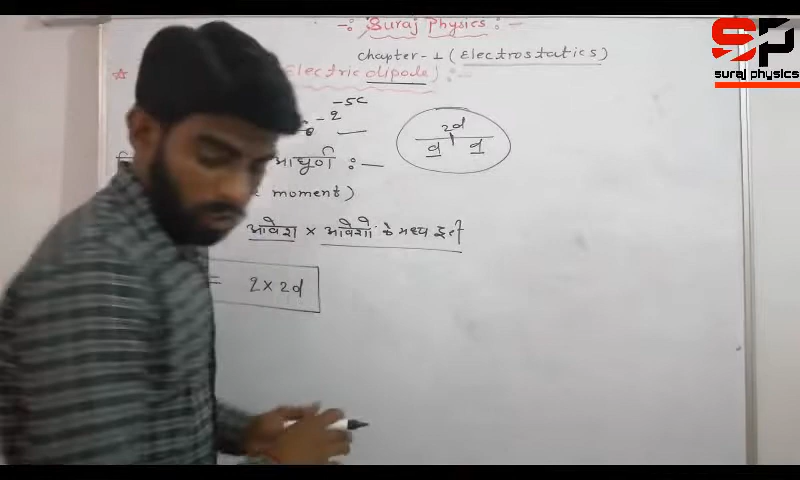 -: Suraj Physics :-
chapter-1 (Electrostatics)
Electric dipole) :-
-5C
-q
2d
d d
आघूर्ण :—
moment)
आवेश × आवेशो के मध्य दूरी
= 2×2d
SP
suraj physics